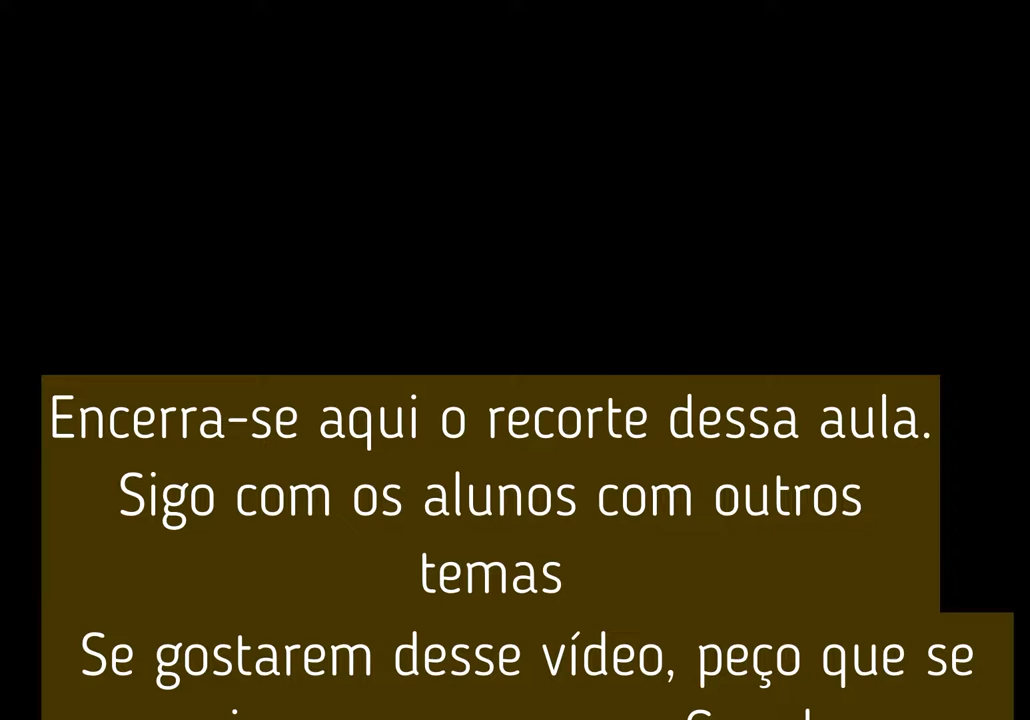 Encerra-se aqui o recorte dessa aula.
Sigo com os alunos com outros
temas
Se gostarem desse vídeo, peço que se